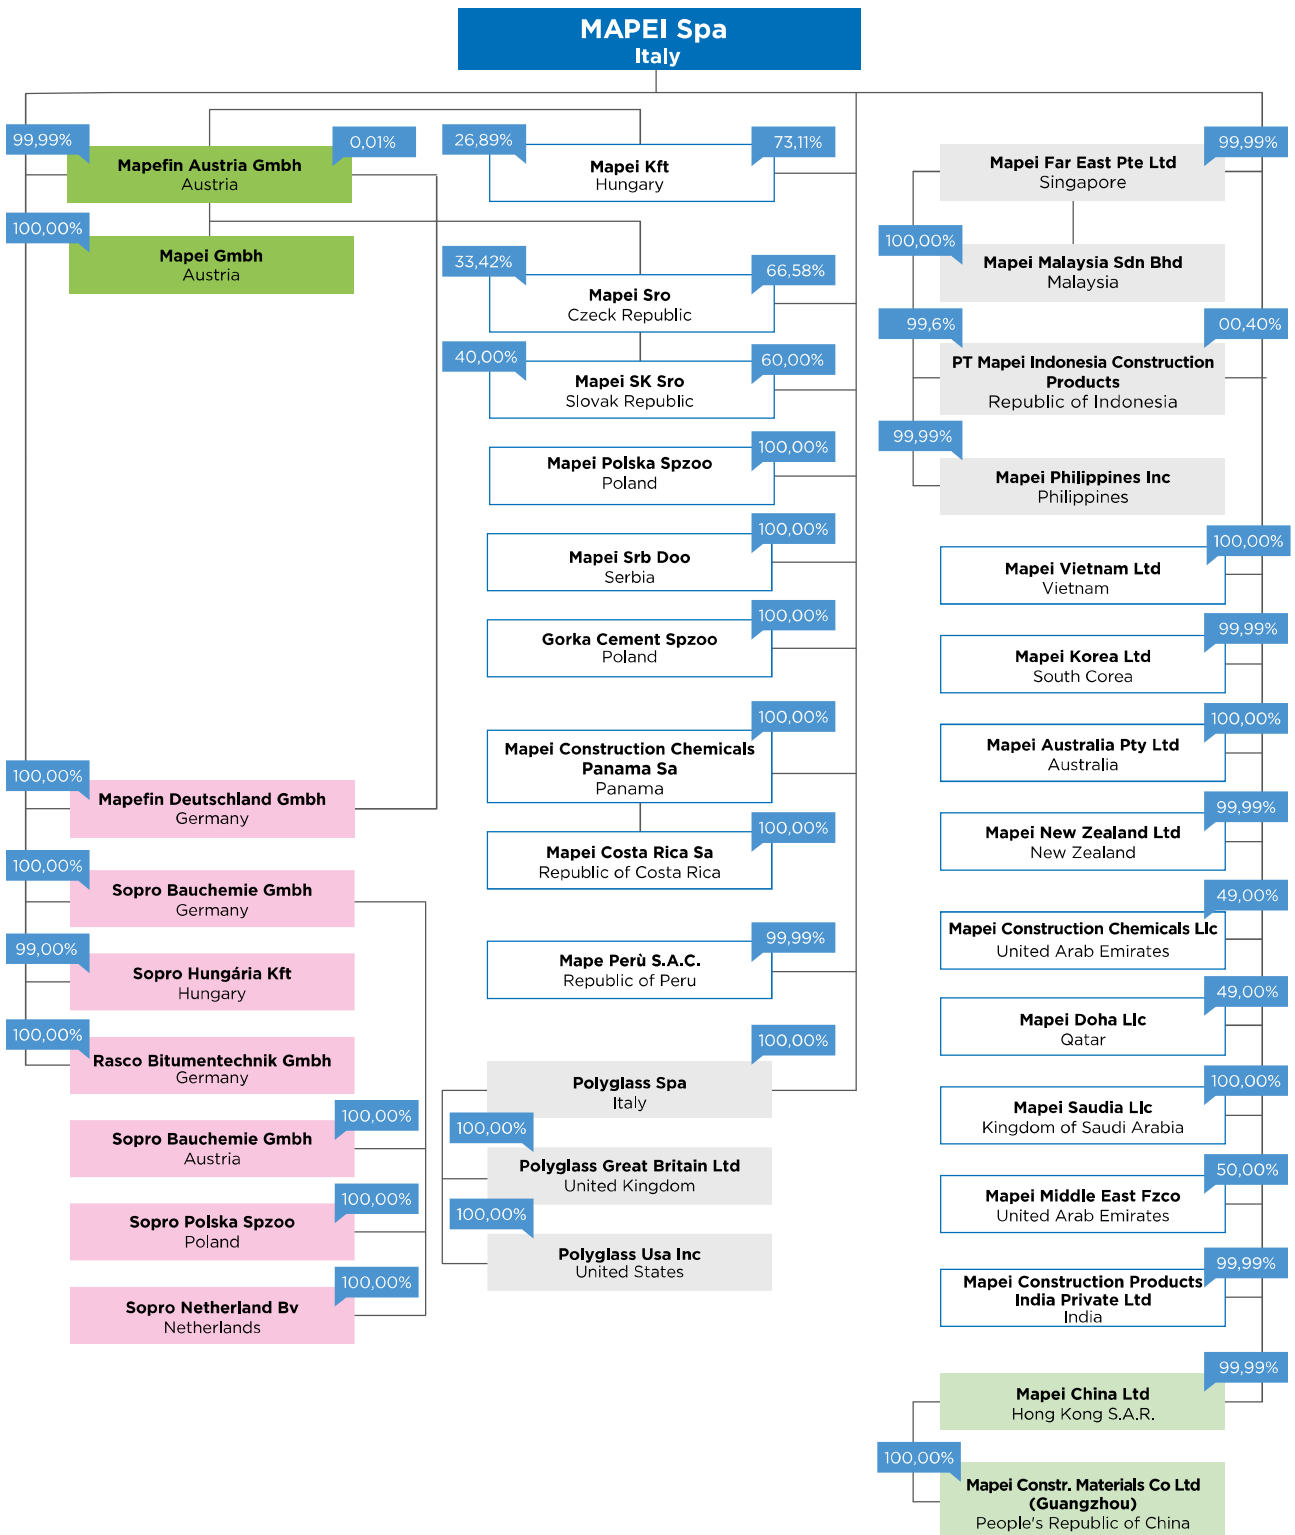 MAPEI Spa
Italy
99,99%
0,01%
Mapefin Austria Gmbh
Austria
100,00%
Mapei Gmbh
Austria
100,00%
Mapefin Deutschland Gmbh
Germany
100,00%
Sopro Bauchemie Gmbh
Germany
99,00%
Sopro Hungária Kft
Hungary
100,00%
Rasco Bitumentechnik Gmbh
Germany
100,00%
Sopro Bauchemie Gmbh
Austria
100,00%
Sopro Polska Spzoo
Poland
100,00%
Sopro Netherland Bv
Netherlands
26,89%
73,11%
Mapei Kft
Hungary
33,42%
66,58%
Mapei Sro
Czeck Republic
40,00%
60,00%
Mapei SK Sro
Slovak Republic
100,00%
Mapei Polska Spzoo
Poland
100,00%
Mapei Srb Doo
Serbia
100,00%
Gorka Cement Spzoo
Poland
100,00%
Mapei Construction Chemicals
Panama Sa
Panama
100,00%
Mapei Costa Rica Sa
Republic of Costa Rica
99,99%
Mape Perù S.A.C.
Republic of Peru
100,00%
Polyglass Spa
Italy
100,00%
Polyglass Great Britain Ltd
United Kingdom
100,00%
Polyglass Usa Inc
United States
99,99%
Mapei Far East Pte Ltd
Singapore
100,00%
Mapei Malaysia Sdn Bhd
Malaysia
99,6%
00,40%
PT Mapei Indonesia Construction
Products
Republic of Indonesia
99,99%
Mapei Philippines Inc
Philippines
100,00%
Mapei Vietnam Ltd
Vietnam
99,99%
Mapei Korea Ltd
South Corea
100,00%
Mapei Australia Pty Ltd
Australia
99,99%
Mapei New Zealand Ltd
New Zealand
49,00%
Mapei Construction Chemicals Llc
United Arab Emirates
49,00%
Mapei Doha Llc
Qatar
100,00%
Mapei Saudia Llc
Kingdom of Saudi Arabia
50,00%
Mapei Middle East Fzco
United Arab Emirates
99,99%
Mapei Construction Products
India Private Ltd
India
99,99%
Mapei China Ltd
Hong Kong S.A.R.
100,00%
Mapei Constr. Materials Co Ltd
(Guangzhou)
People's Republic of China